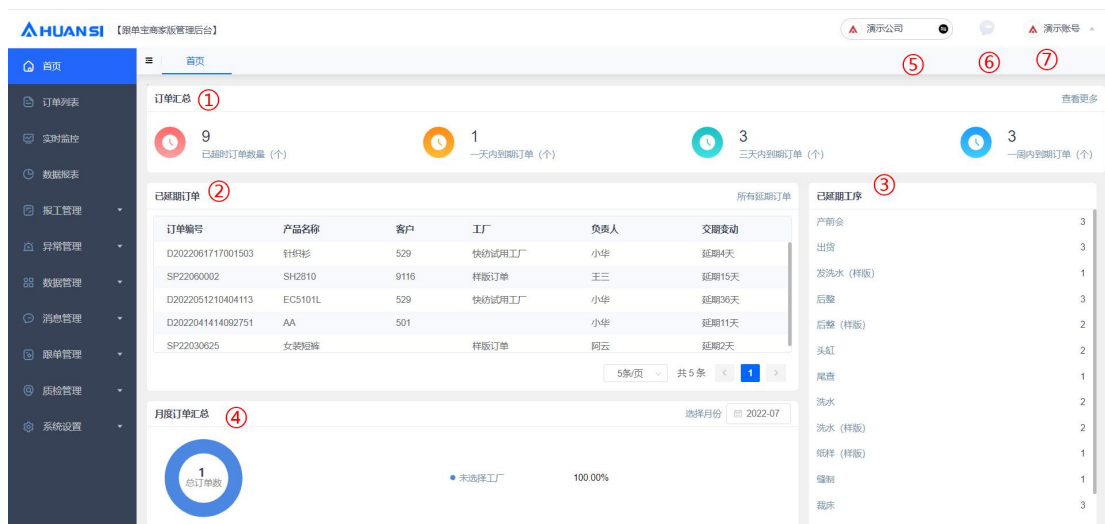 HUANSI 【跟单宝商家版管理后台】 演示公司 演示账号
⑤ ⑥ ⑦
首页
订单列表
实时监控
数据报表
报工管理
异常管理
数据管理
消息管理
跟单管理
质检管理
系统设置
首页
订单汇总 ① 查看更多
9 已超时订单数量（个）
1 一天内到期订单（个）
3 三天内到期订单（个）
3 一周内到期订单（个）
已延期订单 ② 所有延期订单
订单编号 产品名称 客户 工厂 负责人 交期变动
D2022061717001503 针织衫 529 快纺试用工厂 小华 延期4天
SP22060002 SH2810 9116 样版订单 王三 延期15天
D2022051210404113 EC5101L 529 快纺试用工厂 小华 延期36天
D2022041414092751 AA 501 小华 延期11天
SP22030625 女装短裤 样版订单 阿云 延期2天
5条/页 共5条 1
已延期工序 ③
产前会 3
出货 3
发洗水（样版） 1
后整 3
后整（样版） 2
头缸 2
尾查 1
洗水 2
洗水（样版） 2
纸样（样版） 1
缝制 1
裁床 3
月度订单汇总 ④ 选择月份 2022-07
1
总订单数
未选择工厂 100.00%